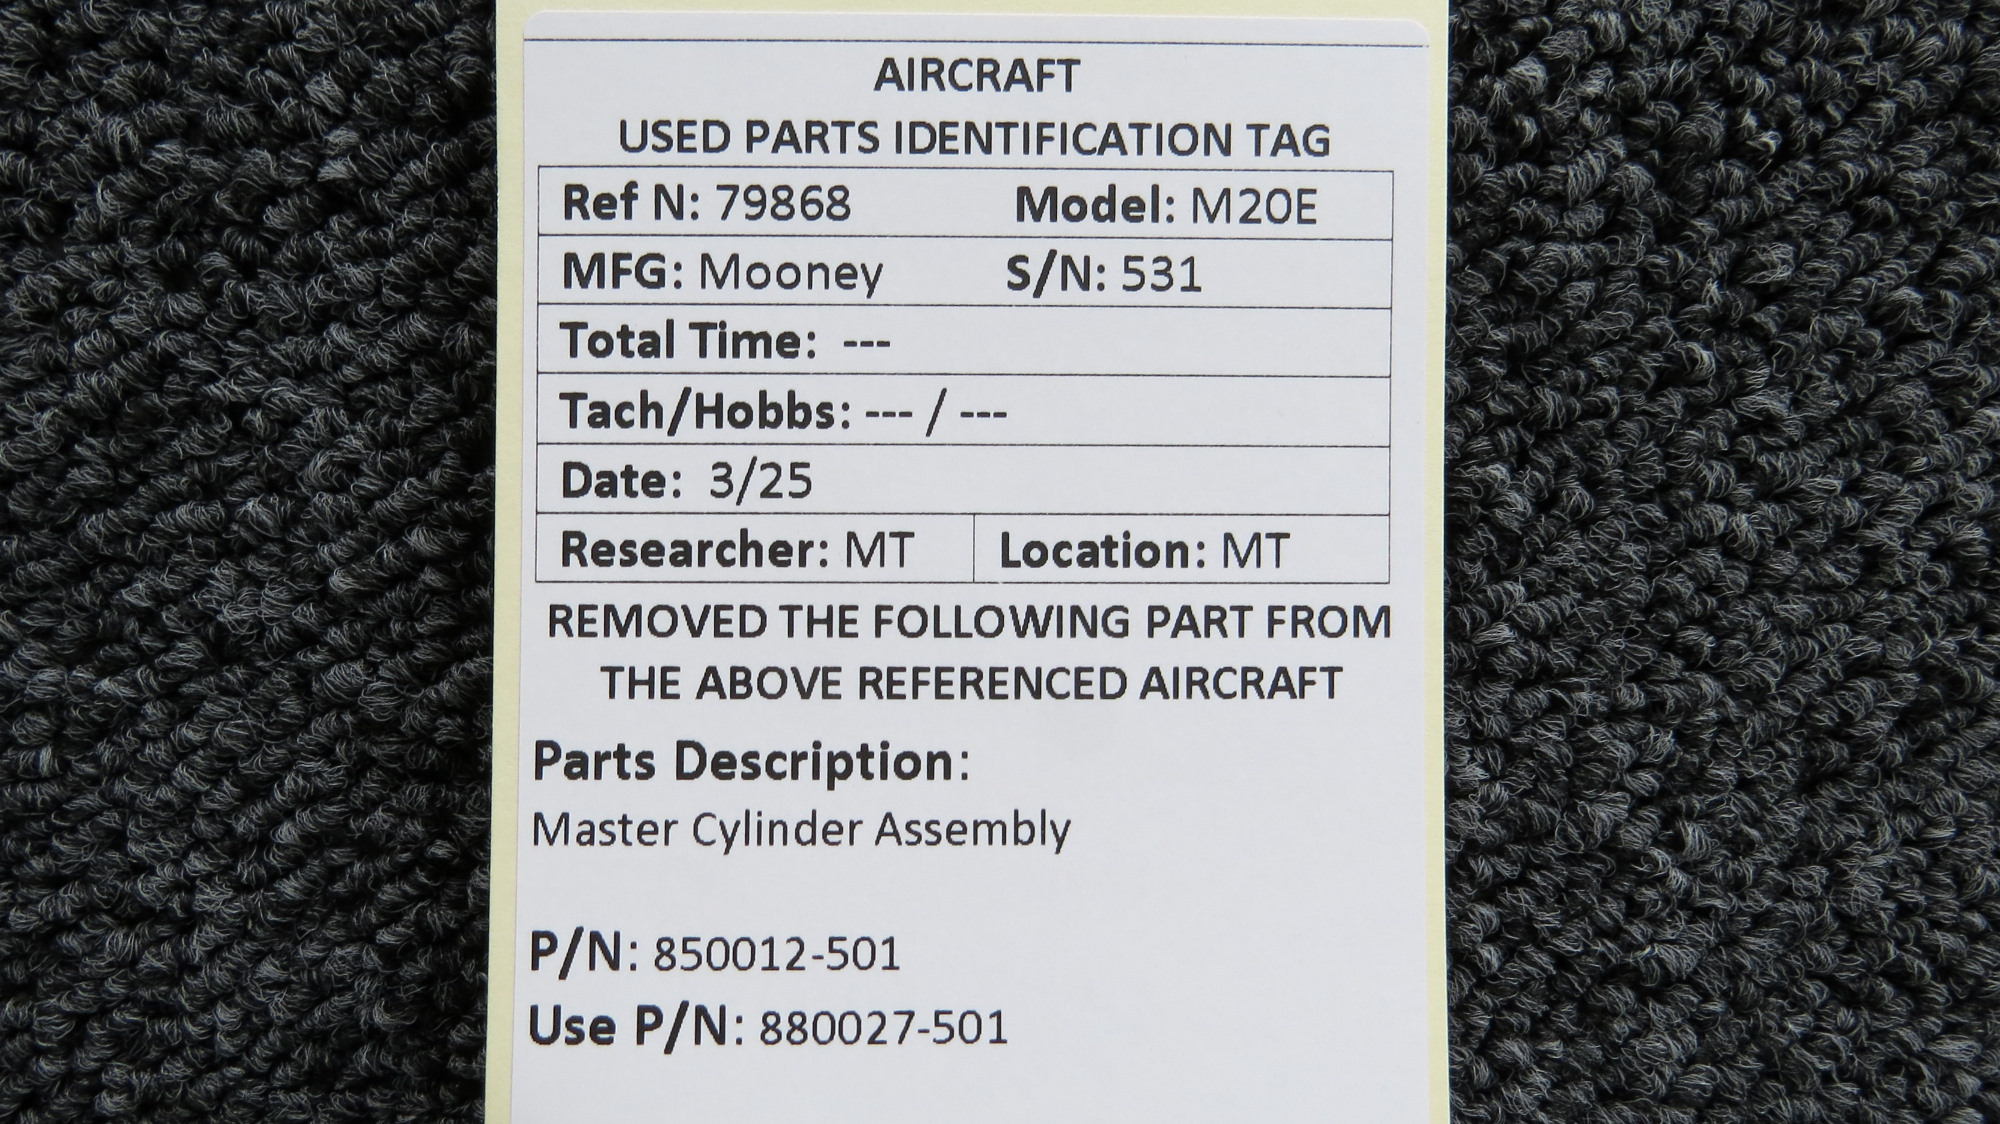 AIRCRAFT
USED PARTS IDENTIFICATION TAG
Ref N: 79868 Model: M20E
MFG: Mooney S/N: 531
Total Time: ---
Tach/Hobbs: --- / ---
Date: 3/25
Researcher: MT Location: MT
REMOVED THE FOLLOWING PART FROM
THE ABOVE REFERENCED AIRCRAFT
Parts Description:
Master Cylinder Assembly
P/N: 850012-501
Use P/N: 880027-501